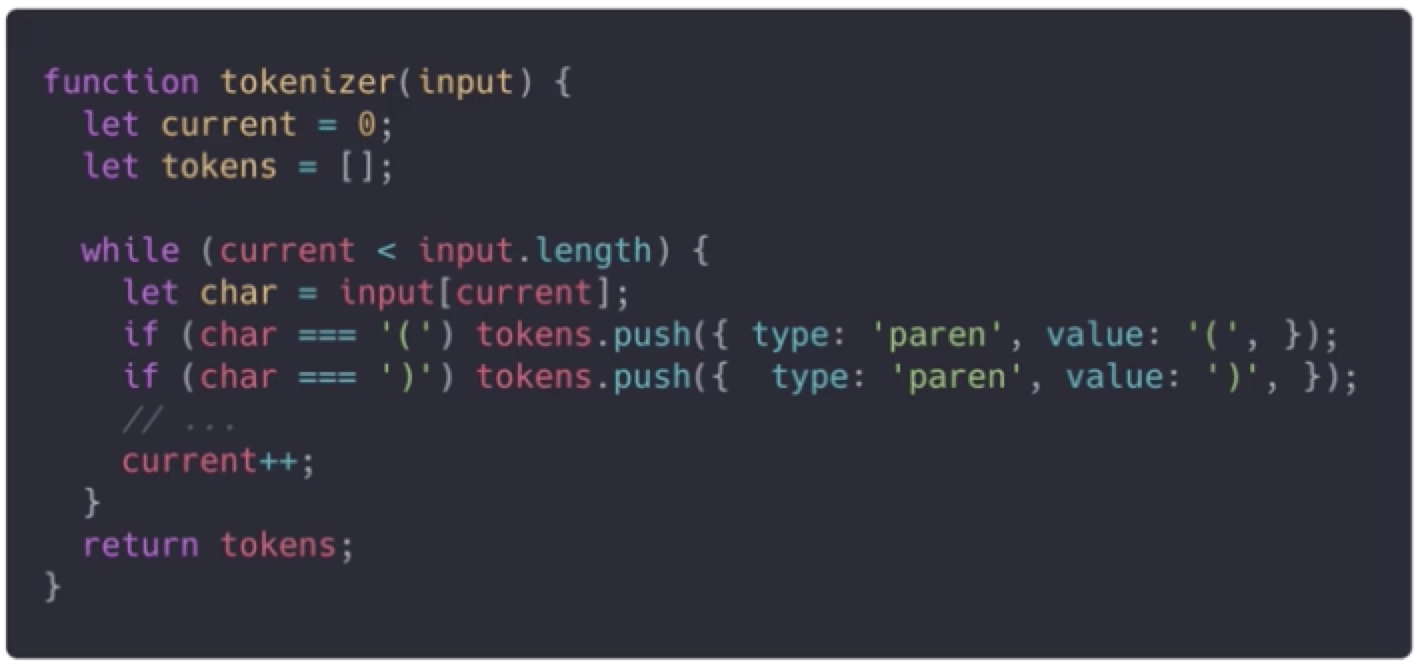 function tokenizer(input) {
  let current = 0;
  let tokens = [];

  while (current < input.length) {
    let char = input[current];
    if (char === '(') tokens.push({ type: 'paren', value: '(', });
    if (char === ')') tokens.push({  type: 'paren', value: ')', });
    // ...
    current++;
  }
  return tokens;
}